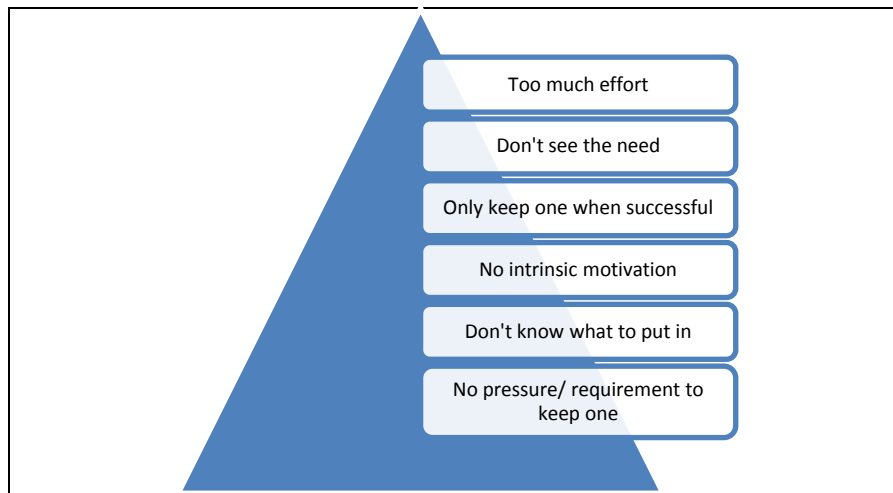 Too much effort
Don't see the need
Only keep one when successful
No intrinsic motivation
Don't know what to put in
No pressure/ requirement to
keep one